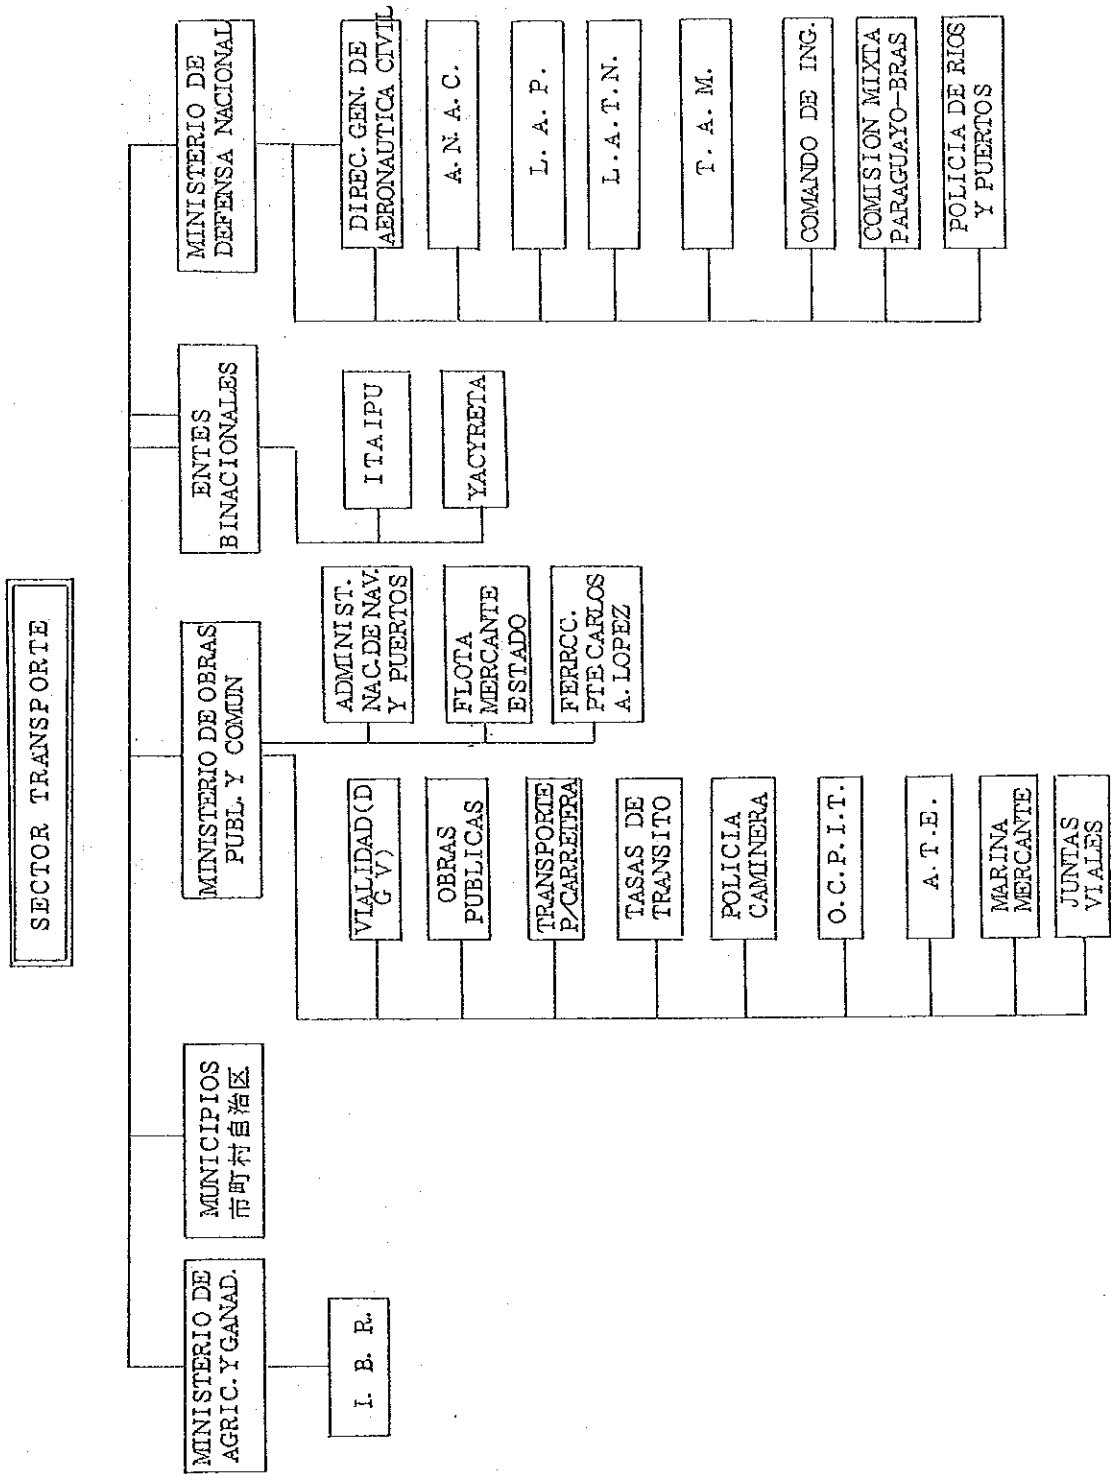 SECTOR TRANSPORTE
MINISTERIO DE
AGRIC. Y GANAD.
I. B. R.
MUNICIPIOS
市町村自治区
MINISTERIO DE OBRAS
PUBL. Y COMUN
VIALIDAD(D
G V)
OBRAS
PUBLICAS
TRANSPORTE
P/CARRETERA
TASAS DE
TRANSITO
POLICIA
CAMINERA
O.C.P.I.T.
A.T.E.
MARINA
MERCANTE
JUNTAS
VIALES
ADMINIST.
NAC.DE NAV.
Y PUERTOS
FLOTA
MERCANTE
ESTADO
FERRCC.
PTE.CARLOS
A. LOPEZ
ENTES
BINACIONALES
ITAIPU
YACYRETA
MINISTERIO DE
DEFENSA NACIONAL
DIREC. GEN. DE
AERONAUTICA CIVIL
A. N. A. C.
L. A. P.
L. A. T. N.
T. A. M.
COMANDO DE ING.
COMISION MIXTA
PARAGUAYO-BRAS
POLICIA DE RIOS
Y PUERTOS